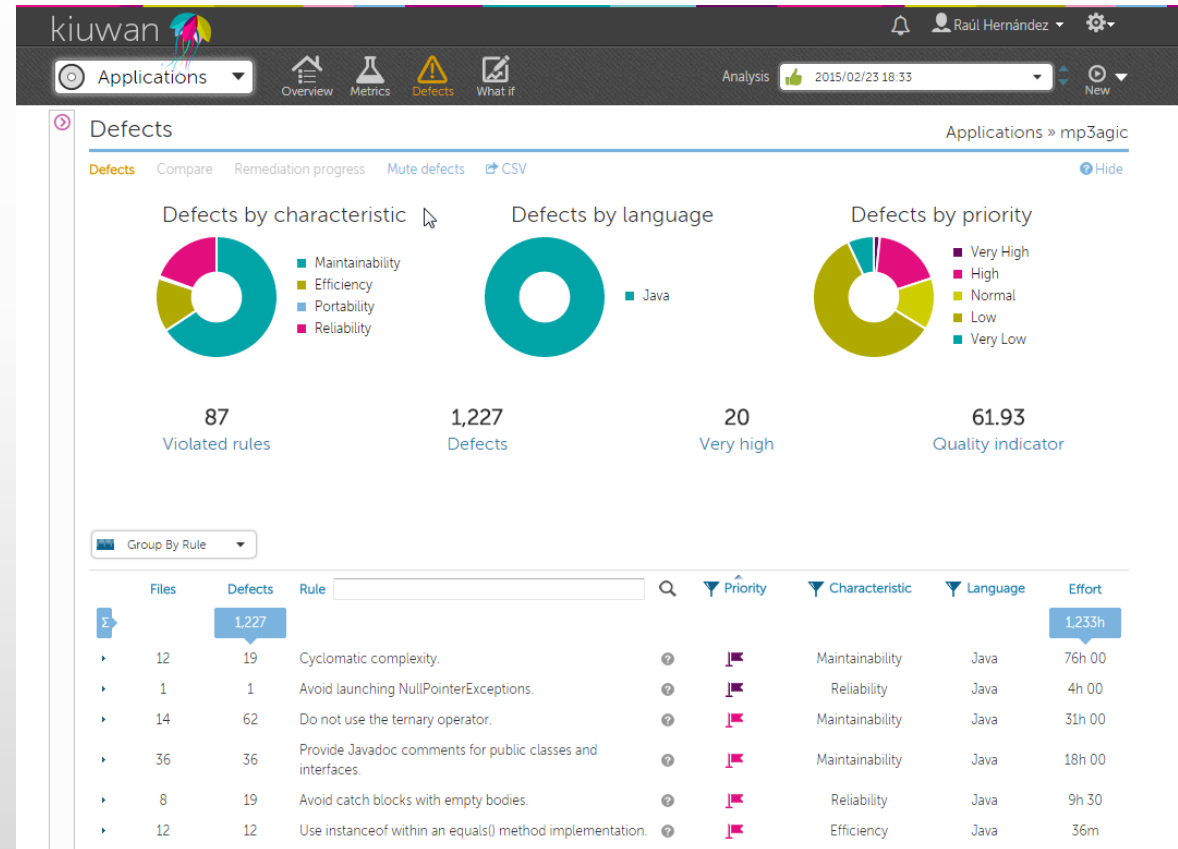 kiuwan
Raúl Hernández
Applications
Overview
Metrics
Defects
What if
Analysis
2015/02/23 18:33
New
Defects
Applications » mp3agic
Defects
Compare
Remediation progress
Mute defects
CSV
Hide
Defects by characteristic
Maintainability
Efficiency
Portability
Reliability
Defects by language
Java
Defects by priority
Very High
High
Normal
Low
Very Low
87
Violated rules
1,227
Defects
20
Very high
61.93
Quality indicator
Group By Rule
Files Defects Rule Priority Characteristic Language Effort
Σ 1,227 1,233h
12 19 Cyclomatic complexity. Maintainability Java 76h 00
1 1 Avoid launching NullPointerExceptions. Reliability Java 4h 00
14 62 Do not use the ternary operator. Maintainability Java 31h 00
36 36 Provide Javadoc comments for public classes and
interfaces. Maintainability Java 18h 00
8 19 Avoid catch blocks with empty bodies. Reliability Java 9h 30
12 12 Use instanceof within an equals() method implementation. Efficiency Java 36m